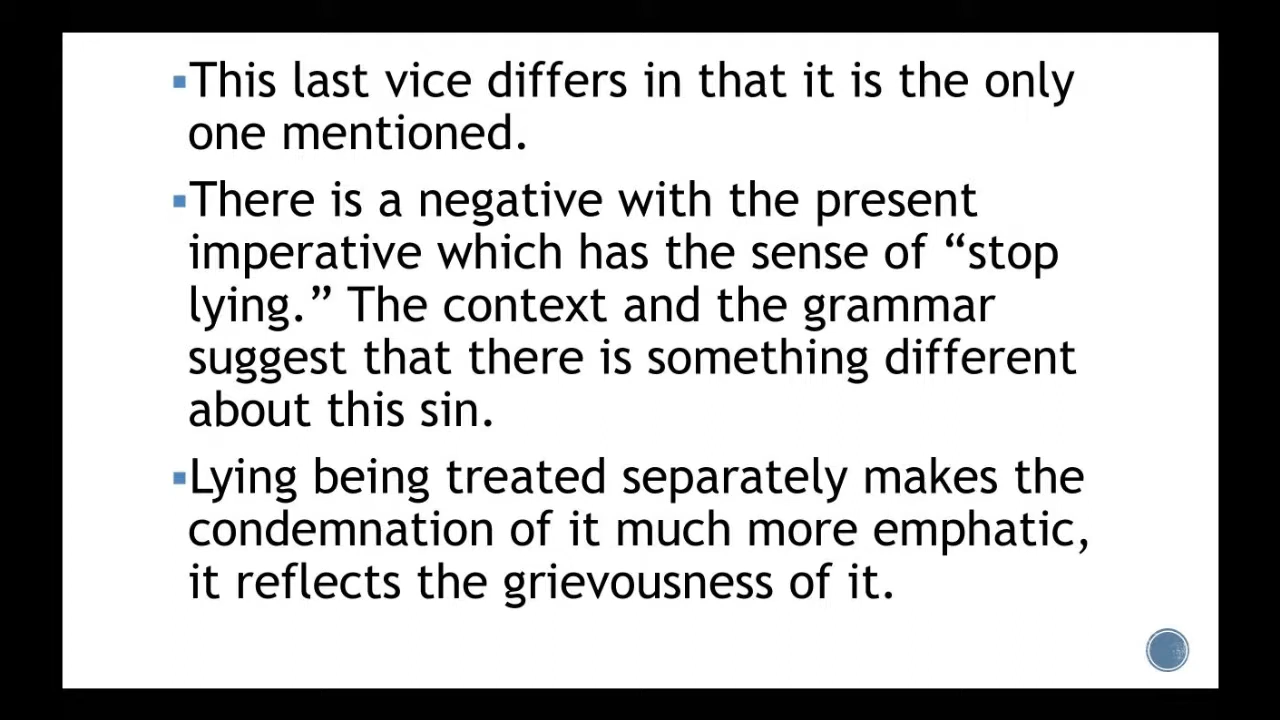 ▪This last vice differs in that it is the only
one mentioned.
▪There is a negative with the present
imperative which has the sense of “stop
lying.” The context and the grammar
suggest that there is something different
about this sin.
▪Lying being treated separately makes the
condemnation of it much more emphatic,
it reflects the grievousness of it.